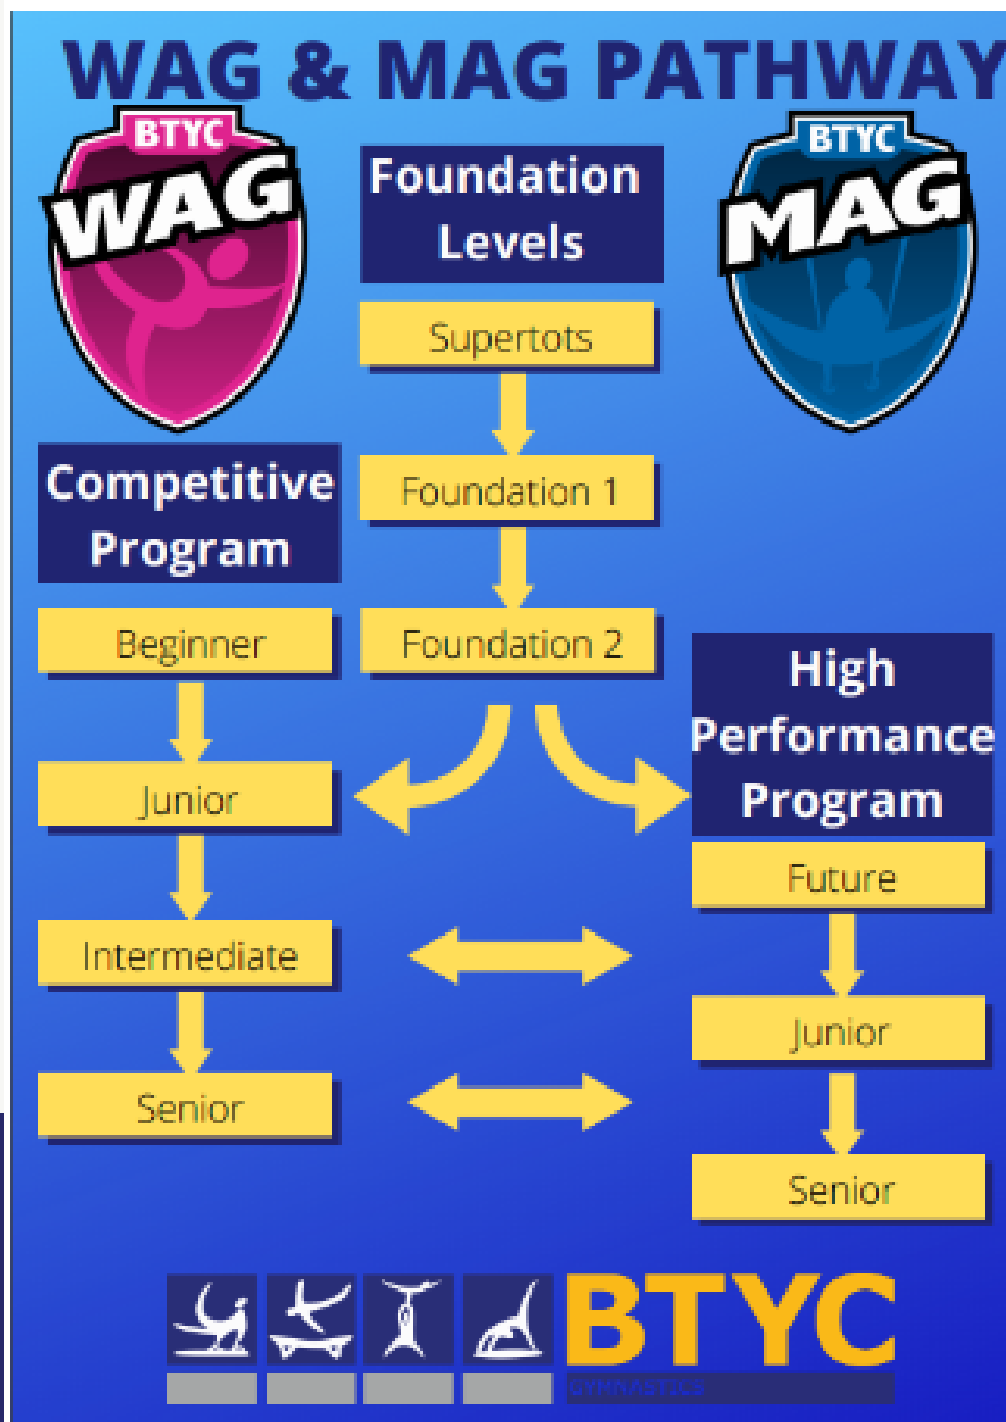 WAG & MAG PATHWAY
BTYC
WAG
BTYC
MAG
Foundation
Levels
Supertots
Foundation 1
Foundation 2
Competitive
Program
Beginner
Junior
Intermediate
Senior
High
Performance
Program
Future
Junior
Senior
BTYC
GYMNASTICS